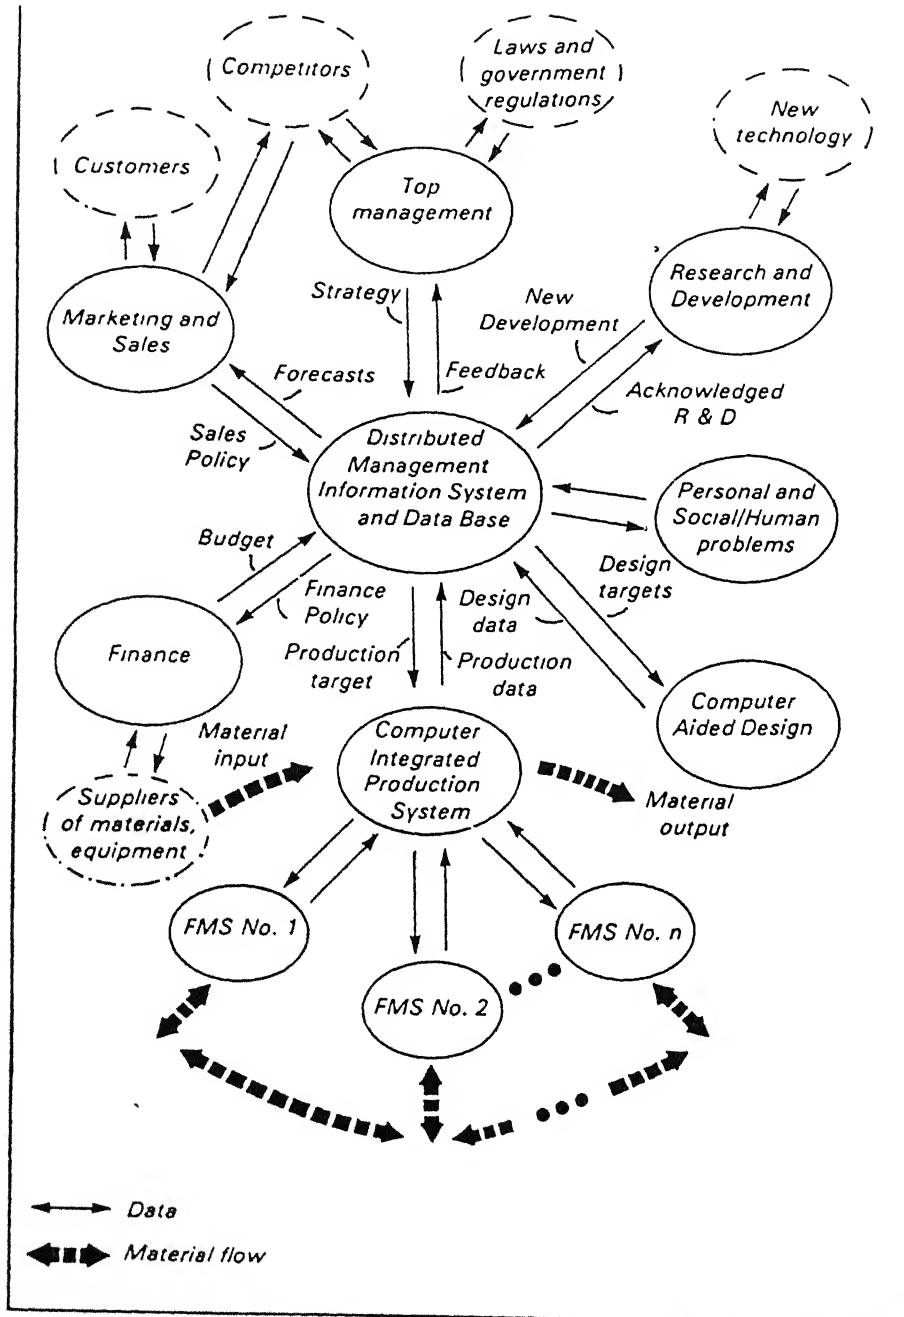 Competitors
Laws and
government
regulations
New
technology
Customers
Top
management
Research and
Development
Marketing and
Sales
Strategy
New
Development
Feedback
Forecasts
Acknowledged
R & D
Sales
Policy
Distributed
Management
Information System
and Data Base
Personal and
Social/Human
problems
Budget
Design
targets
Finance
Policy
Design
data
Finance
Production
target
Production
data
Computer
Aided Design
Material
input
Computer
Integrated
Production
System
Suppliers
of materials,
equipment
Material
output
FMS No. 1
FMS No. n
FMS No. 2
Data
Material flow